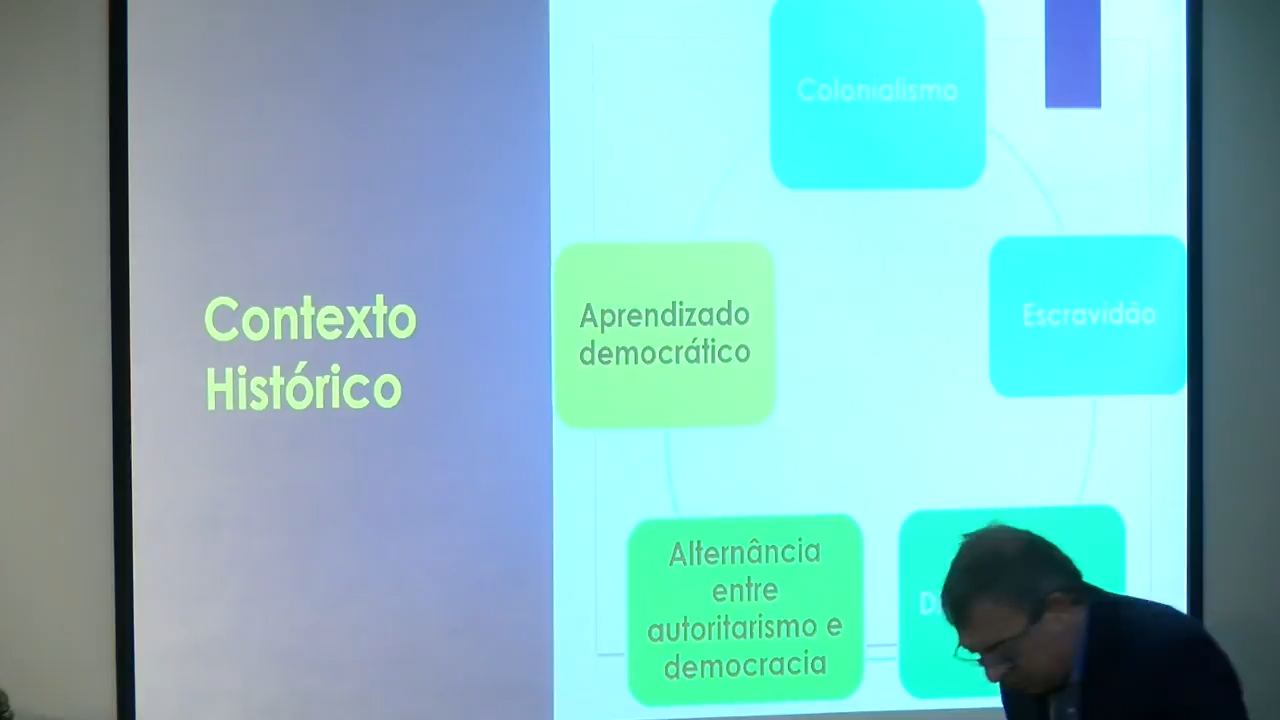 Contexto
Histórico
Colonialismo
Escravidão
Alternância
entre
autoritarismo e
democracia
Aprendizado
democrático